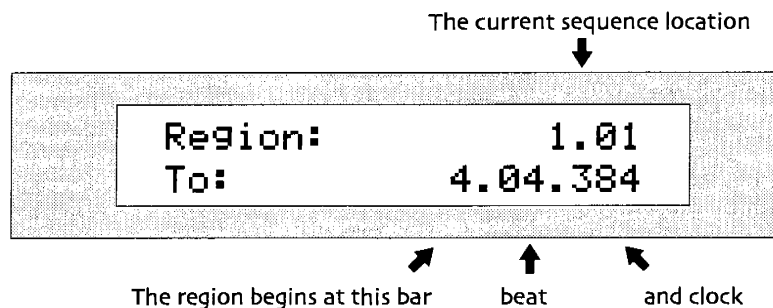 The current sequence location
Region: 1.01
To: 4.04.384
The region begins at this bar beat and clock